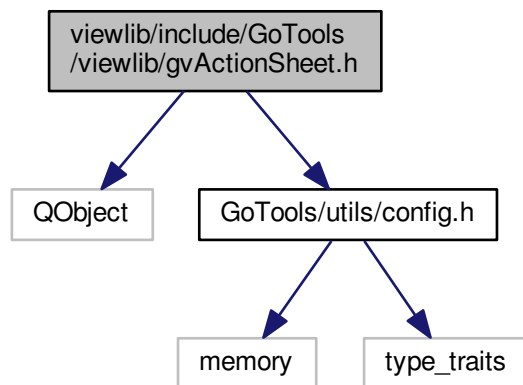 viewlib/include/GoTools
/viewlib/gvActionSheet.h
QObject
GoTools/utils/config.h
memory
type_traits